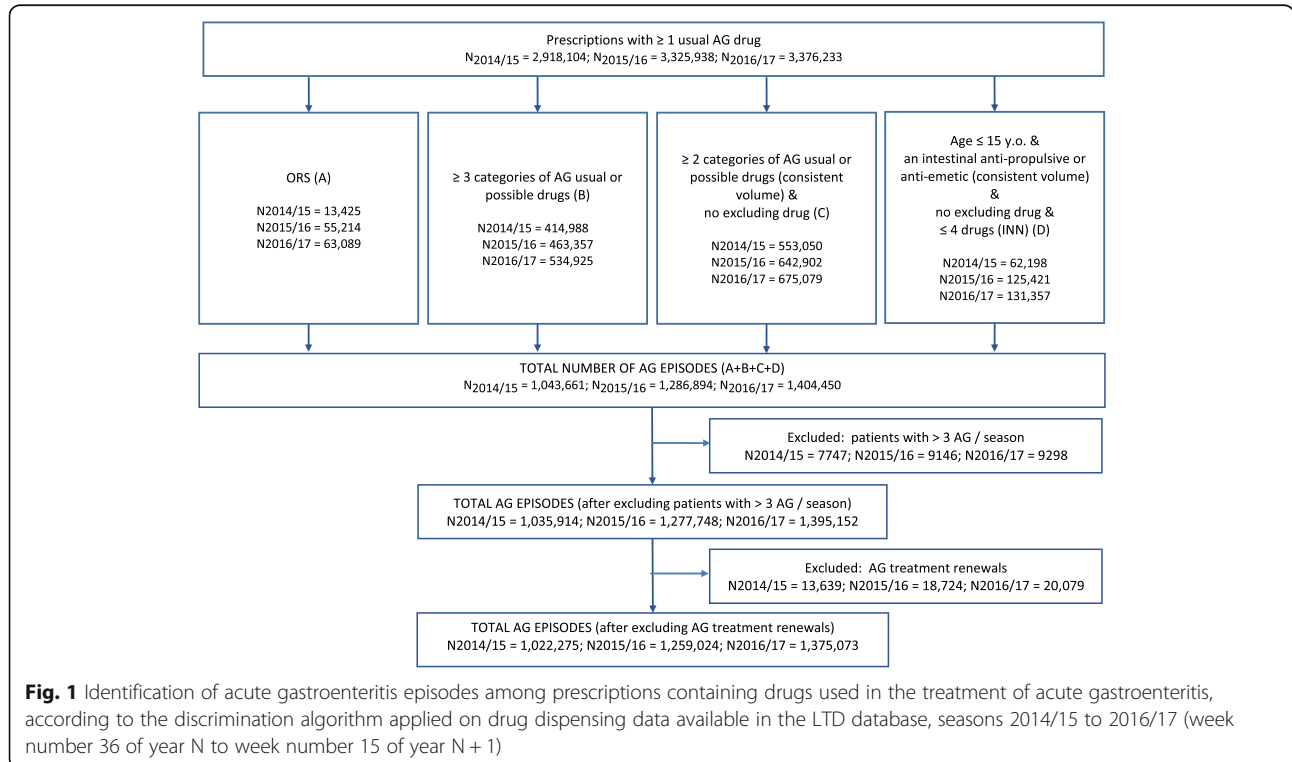 Prescriptions with ≥ 1 usual AG drug
N2014/15 = 2,918,104; N2015/16 = 3,325,938; N2016/17 = 3,376,233
ORS (A)
N2014/15 = 13,425
N2015/16 = 55,214
N2016/17 = 63,089
≥ 3 categories of AG usual or
possible drugs (B)
N2014/15 = 414,988
N2015/16 = 463,357
N2016/17 = 534,925
≥ 2 categories of AG usual or
possible drugs (consistent
volume) &
no excluding drug (C)
N2014/15 = 553,050
N2015/16 = 642,902
N2016/17 = 675,079
Age ≤ 15 y.o. &
an intestinal anti-propulsive or
anti-emetic (consistent volume)
&
no excluding drug &
≤ 4 drugs (INN) (D)
N2014/15 = 62,198
N2015/16 = 125,421
N2016/17 = 131,357
TOTAL NUMBER OF AG EPISODES (A+B+C+D)
N2014/15 = 1,043,661; N2015/16 = 1,286,894; N2016/17 = 1,404,450
Excluded: patients with > 3 AG / season
N2014/15 = 7747; N2015/16 = 9146; N2016/17 = 9298
TOTAL AG EPISODES (after excluding patients with > 3 AG / season)
N2014/15 = 1,035,914; N2015/16 = 1,277,748; N2016/17 = 1,395,152
Excluded: AG treatment renewals
N2014/15 = 13,639; N2015/16 = 18,724; N2016/17 = 20,079
TOTAL AG EPISODES (after excluding AG treatment renewals)
N2014/15 = 1,022,275; N2015/16 = 1,259,024; N2016/17 = 1,375,073
Fig. 1 Identification of acute gastroenteritis episodes among prescriptions containing drugs used in the treatment of acute gastroenteritis,
according to the discrimination algorithm applied on drug dispensing data available in the LTD database, seasons 2014/15 to 2016/17 (week
number 36 of year N to week number 15 of year N + 1)